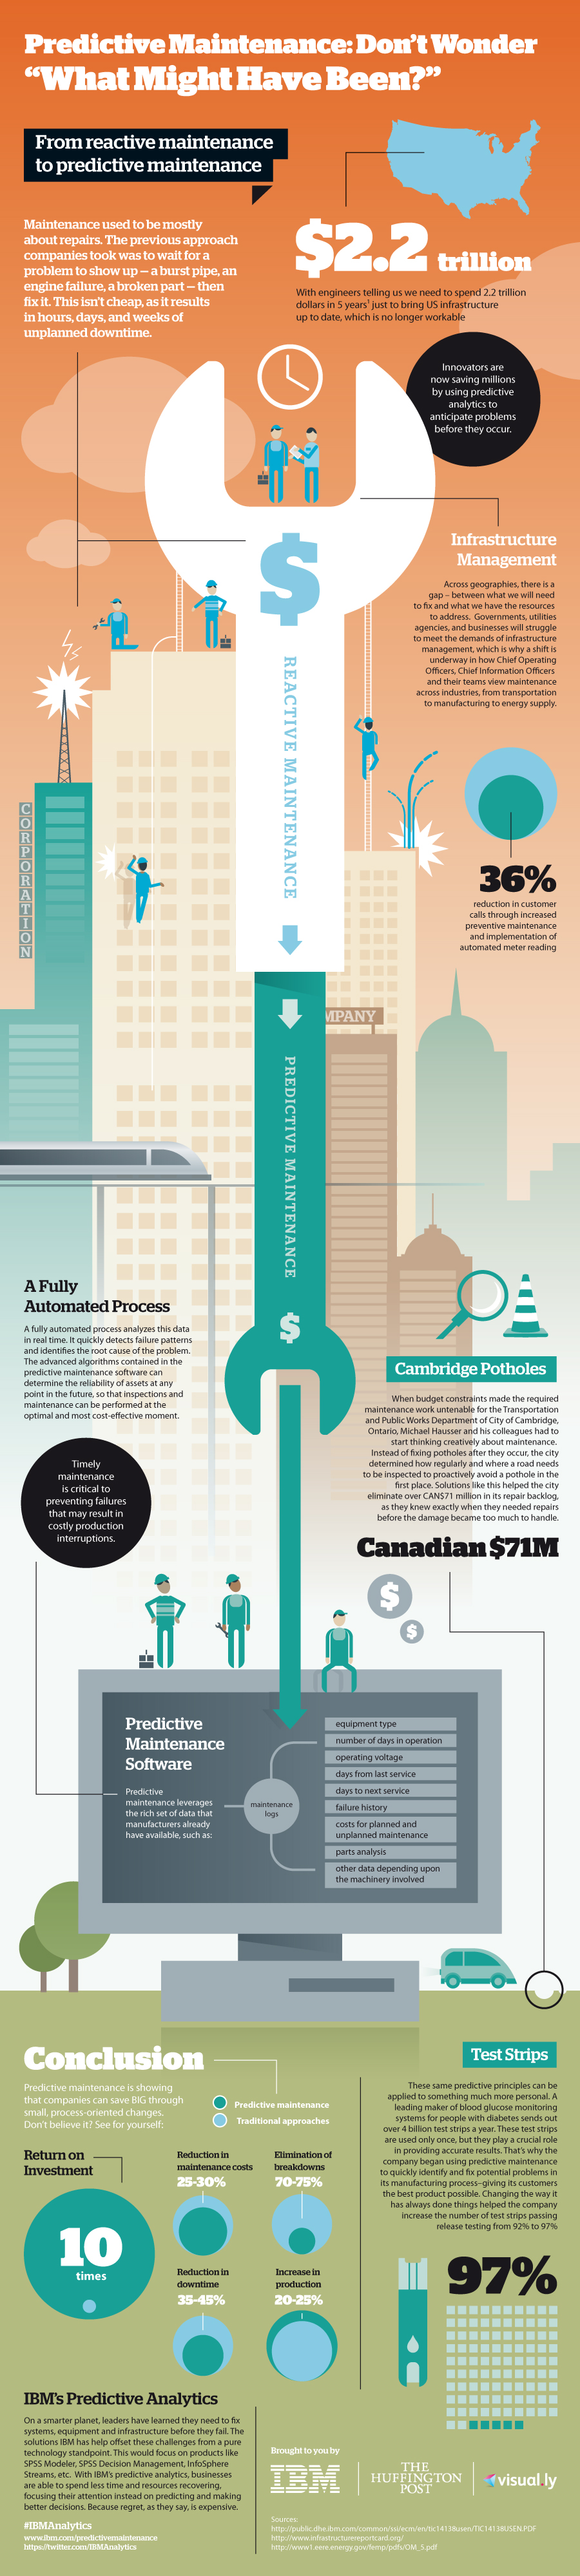 Predictive Maintenance: Don't Wonder
“What Might Have Been?”
From reactive maintenance
to predictive maintenance
Maintenance used to be mostly
about repairs. The previous approach
companies took was to wait for a
problem to show up — a burst pipe, an
engine failure, a broken part — then
fix it. This isn't cheap, as it results
in hours, days, and weeks of
unplanned downtime.
$2.2 trillion
With engineers telling us we need to spend 2.2 trillion
dollars in 5 years¹ just to bring US infrastructure
up to date, which is no longer workable
Innovators are
now saving millions
by using predictive
analytics to
anticipate problems
before they occur.
Infrastructure
Management
Across geographies, there is a
gap – between what we will need
to fix and what we have the resources
to address. Governments, utilities
agencies, and businesses will struggle
to meet the demands of infrastructure
management, which is why a shift is
underway in how Chief Operating
Officers, Chief Information Officers
and their teams view maintenance
across industries, from transportation
to manufacturing to energy supply.
$
REACTIVE MAINTENANCE
CORPORATION
36%
reduction in customer
calls through increased
preventive maintenance
and implementation of
automated meter reading
MPANY
PREDICTIVE MAINTENANCE
$
A Fully
Automated Process
A fully automated process analyzes this data
in real time. It quickly detects failure patterns
and identifies the root cause of the problem.
The advanced algorithms contained in the
predictive maintenance software can
determine the reliability of assets at any
point in the future, so that inspections and
maintenance can be performed at the
optimal and most cost-effective moment.
Timely
maintenance
is critical to
preventing failures
that may result in
costly production
interruptions.
Cambridge Potholes
When budget constraints made the required
maintenance work untenable for the Transportation
and Public Works Department of City of Cambridge,
Ontario, Michael Hausser and his colleagues had to
start thinking creatively about maintenance.
Instead of fixing potholes after they occur, the city
determined how regularly and where a road needs
to be inspected to proactively avoid a pothole in the
first place. Solutions like this helped the city
eliminate over CAN$71 million in its repair backlog,
as they knew exactly when they needed repairs
before the damage became too much to handle.
Canadian $71M
$
$
Predictive
Maintenance
Software
Predictive
maintenance leverages
the rich set of data that
manufacturers already
have available, such as:
maintenance
logs
equipment type
number of days in operation
operating voltage
days from last service
days to next service
failure history
costs for planned and
unplanned maintenance
parts analysis
other data depending upon
the machinery involved
Conclusion
Predictive maintenance is showing
that companies can save BIG through
small, process-oriented changes.
Don't believe it? See for yourself:
Predictive maintenance
Traditional approaches
Return on
Investment
10
times
Reduction in
maintenance costs
25-30%
Elimination of
breakdowns
70-75%
Reduction in
downtime
35-45%
Increase in
production
20-25%
Test Strips
These same predictive principles can be
applied to something much more personal. A
leading maker of blood glucose monitoring
systems for people with diabetes sends out
over 4 billion test strips a year. These test strips
are used only once, but they play a crucial role
in providing accurate results. That's why the
company began using predictive maintenance
to quickly identify and fix potential problems in
its manufacturing process–giving its customers
the best product possible. Changing the way it
has always done things helped the company
increase the number of test strips passing
release testing from 92% to 97%
97%
IBM's Predictive Analytics
On a smarter planet, leaders have learned they need to fix
systems, equipment and infrastructure before they fail. The
solutions IBM has help offset these challenges from a pure
technology standpoint. This would focus on products like
SPSS Modeler, SPSS Decision Management, InfoSphere
Streams, etc. With IBM's predictive analytics, businesses
are able to spend less time and resources recovering,
focusing their attention instead on predicting and making
better decisions. Because regret, as they say, is expensive.
#IBMAnalytics
www.ibm.com/predictivemaintenance
https://twitter.com/IBMAnalytics
Brought to you by
IBM
THE
HUFFINGTON
POST
visual.ly
Sources:
http://public.dhe.ibm.com/common/ssi/ecm/en/tic14138usen/TIC14138USEN.PDF
http://www.infrastructurereportcard.org/
http://www1.eere.energy.gov/femp/pdfs/OM_5.pdf